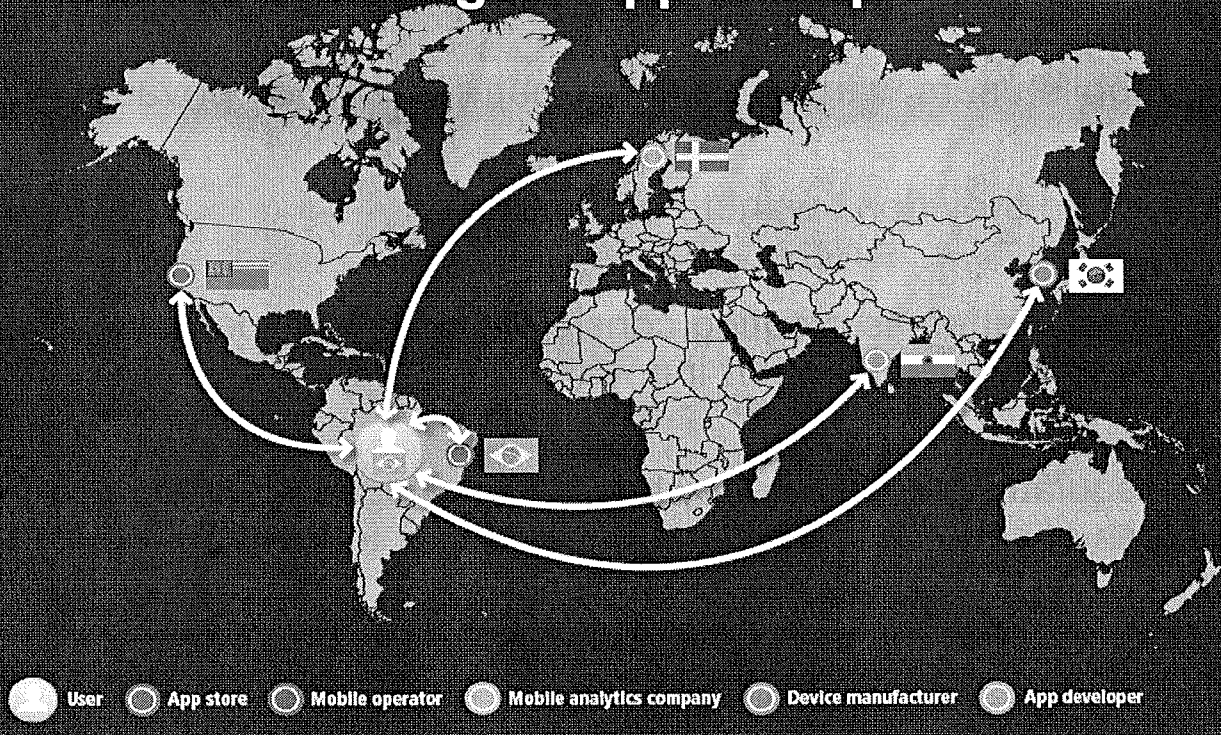 User
App store
Mobile operator
Mobile analytics company
Device manufacturer
App developer